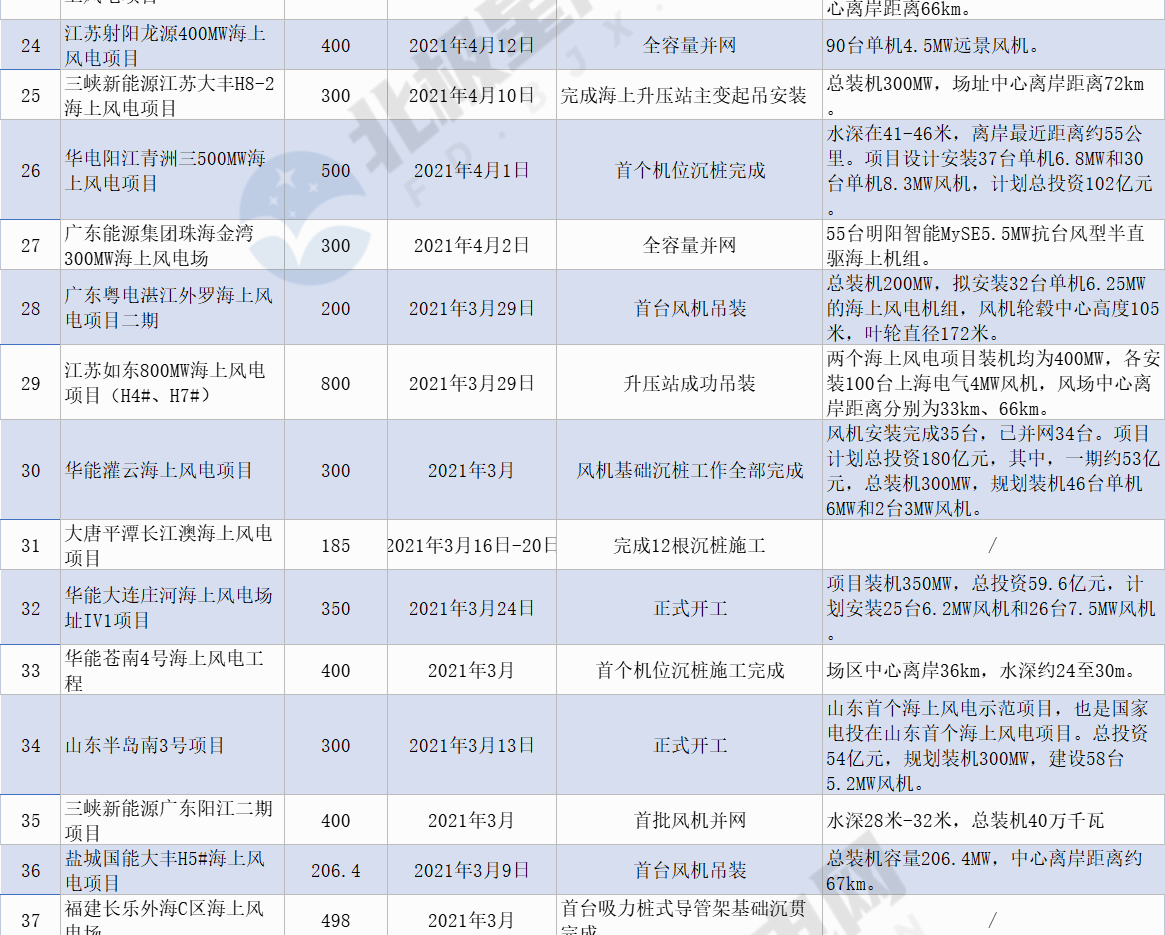 心离岸距离66km。
24
江苏射阳龙源400MW海上
风电项目
400
2021年4月12日
全容量并网
90台单机4.5MW远景风机。
25
三峡新能源江苏大丰H8-2
海上风电项目
300
2021年4月10日
完成海上升压站主变起吊安装
总装机300MW，场址中心离岸距离72km
。
26
华电阳江青洲三500MW海
上风电项目
500
2021年4月1日
首个机位沉桩完成
水深在41-46米，离岸最近距离约55公
里。项目设计安装37台单机6.8MW和30
台单机8.3MW风机，计划总投资102亿元
。
27
广东能源集团珠海金湾
300MW海上风电场
300
2021年4月2日
全容量并网
55台明阳智能MySE5.5MW抗台风型半直
驱海上机组。
28
广东粤电湛江外罗海上风
电项目二期
200
2021年3月29日
首台风机吊装
总装机200MW，拟安装32台单机6.25MW
的海上风电机组，风机轮毂中心高度105
米，叶轮直径172米。
29
江苏如东800MW海上风电
项目（H4#、H7#）
800
2021年3月29日
升压站成功吊装
两个海上风电项目装机均为400MW，各安
装100台上海电气4MW风机，风场中心离
岸距离分别为33km、66km。
30
华能灌云海上风电项目
300
2021年3月
风机基础沉桩工作全部完成
风机安装完成35台，已并网34台。项目
计划总投资180亿元，其中，一期约53亿
元，总装机300MW，规划装机46台单机
6MW和2台3MW风机。
31
大唐平潭长江澳海上风电
项目
185
2021年3月16日-20日
完成12根沉桩施工
/
32
华能大连庄河海上风电场
址IV1项目
350
2021年3月24日
正式开工
项目装机350MW，总投资59.6亿元，计
划安装25台6.2MW风机和26台7.5MW风机
。
33
华能苍南4号海上风电工
程
400
2021年3月
首个机位沉桩施工完成
场区中心离岸36km，水深约24至30m。
34
山东半岛南3号项目
300
2021年3月13日
正式开工
山东首个海上风电示范项目，也是国家
电投在山东首个海上风电项目。总投资
54亿元，规划装机300MW，建设58台
5.2MW风机。
35
三峡新能源广东阳江二期
项目
400
2021年3月
首批风机并网
水深28米-32米，总装机40万千瓦
36
盐城国能大丰H5#海上风
电项目
206.4
2021年3月9日
首台风机吊装
总装机容量206.4MW，中心离岸距离约
67km。
37
福建长乐外海C区海上风
电场
498
2021年3月
首台吸力桩式导管架基础沉贯
完成
/